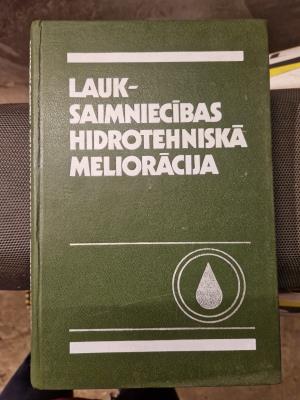 LAUK-
SAIMNIECĪBAS
HIDROTEHNISKĀ
MELIORĀCIJA